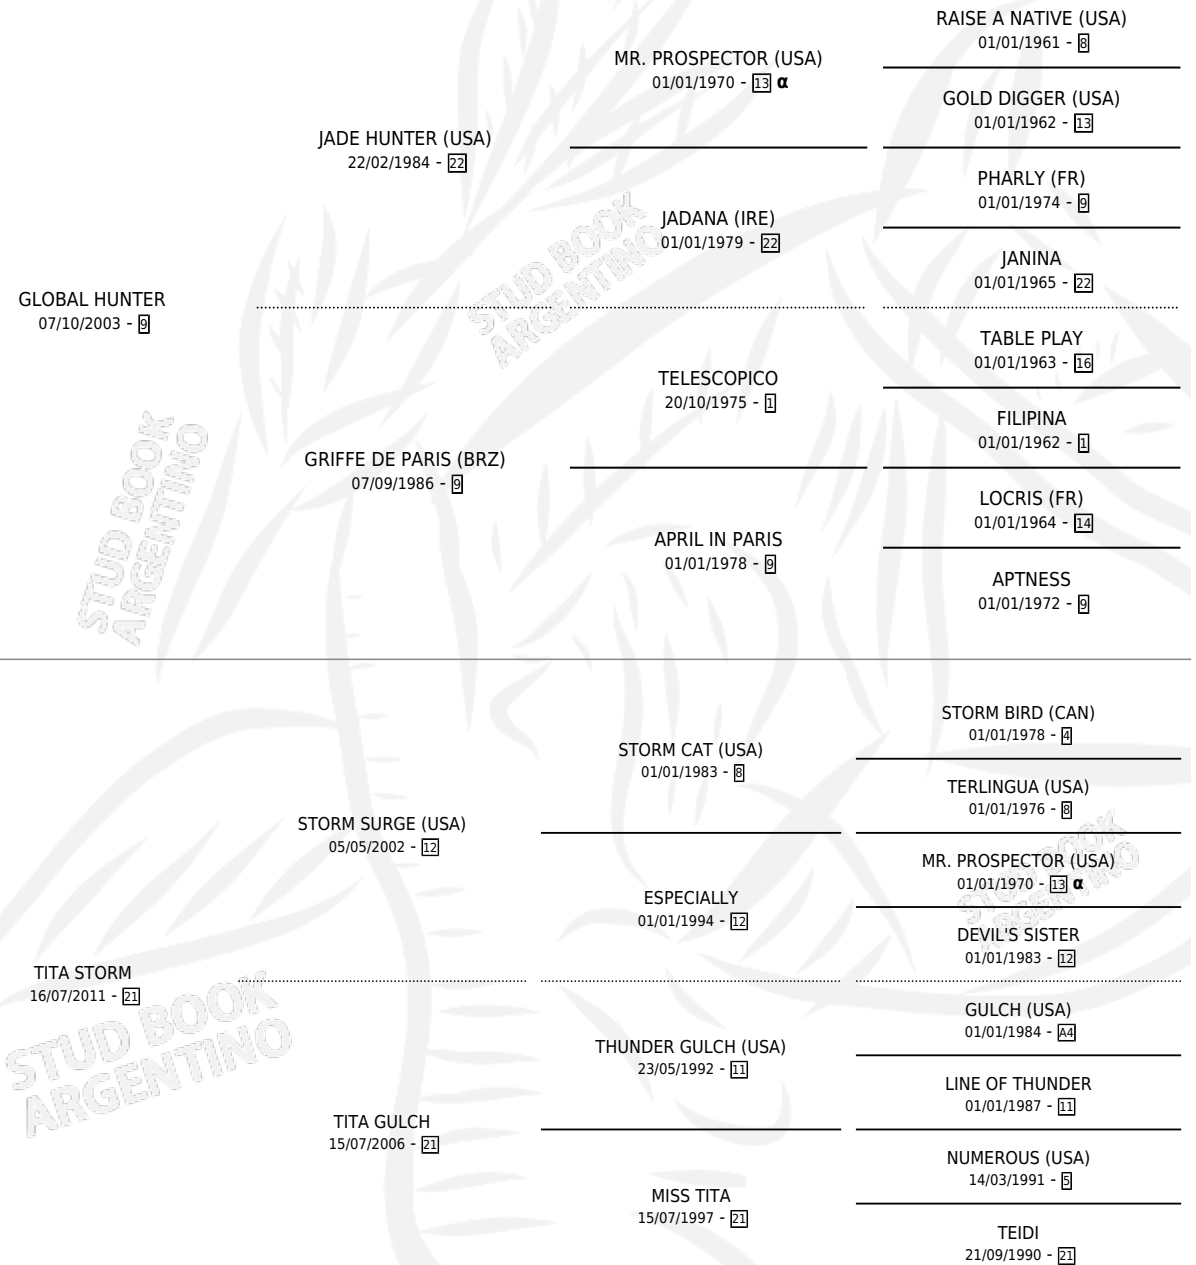 RAISE A NATIVE (USA)
01/01/1961 - 8
MR. PROSPECTOR (USA)
01/01/1970 - 13 α
GOLD DIGGER (USA)
01/01/1962 - 13
JADE HUNTER (USA)
22/02/1984 - 22
PHARLY (FR)
01/01/1974 - 9
JADANA (IRE)
01/01/1979 - 22
JANINA
01/01/1965 - 22
GLOBAL HUNTER
07/10/2003 - 9
TABLE PLAY
01/01/1963 - 16
TELESCOPICO
20/10/1975 - 1
FILIPINA
01/01/1962 - 1
GRIFFE DE PARIS (BRZ)
07/09/1986 - 9
LOCRIS (FR)
01/01/1964 - 14
APRIL IN PARIS
01/01/1978 - 9
APTNESS
01/01/1972 - 9
STORM BIRD (CAN)
01/01/1978 - 4
STORM CAT (USA)
01/01/1983 - 8
TERLINGUA (USA)
01/01/1976 - 8
STORM SURGE (USA)
05/05/2002 - 12
MR. PROSPECTOR (USA)
01/01/1970 - 13 α
ESPECIALLY
01/01/1994 - 12
DEVIL'S SISTER
01/01/1983 - 12
TITA STORM
16/07/2011 - 21
GULCH (USA)
01/01/1984 - A4
THUNDER GULCH (USA)
23/05/1992 - 11
LINE OF THUNDER
01/01/1987 - 11
TITA GULCH
15/07/2006 - 21
NUMEROUS (USA)
14/03/1991 - 5
MISS TITA
15/07/1997 - 21
TEIDI
21/09/1990 - 21
STUD BOOK
ARGENTINO
STUD BOOK
ARGENTINO
STUD BOOK
ARGENTINO
STUD BOOK
ARGENTINO